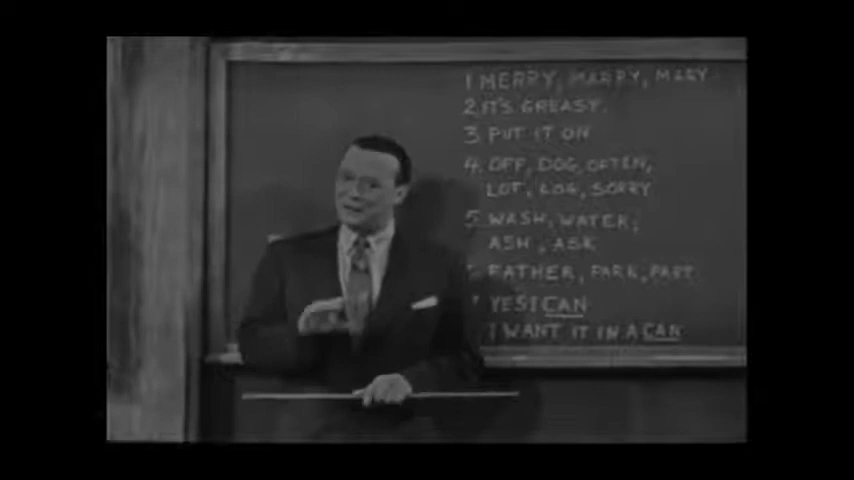 1 MERRY, MARRY, MARY
2. IT'S GREASY.
3 PUT IT ON
4. OFF, DOG, OFTEN,
LOT, LOG, SORRY
5. WASH, WATER,
ASH, ASK
FATHER, PARK, PART
YES I CAN
I WANT IT IN A CAN